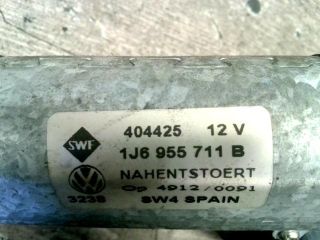 SWF 404425 12 V
1J6 955 711 B
NAHENTSTOERT
Op 4912/0091
3238 SW4 SPAIN